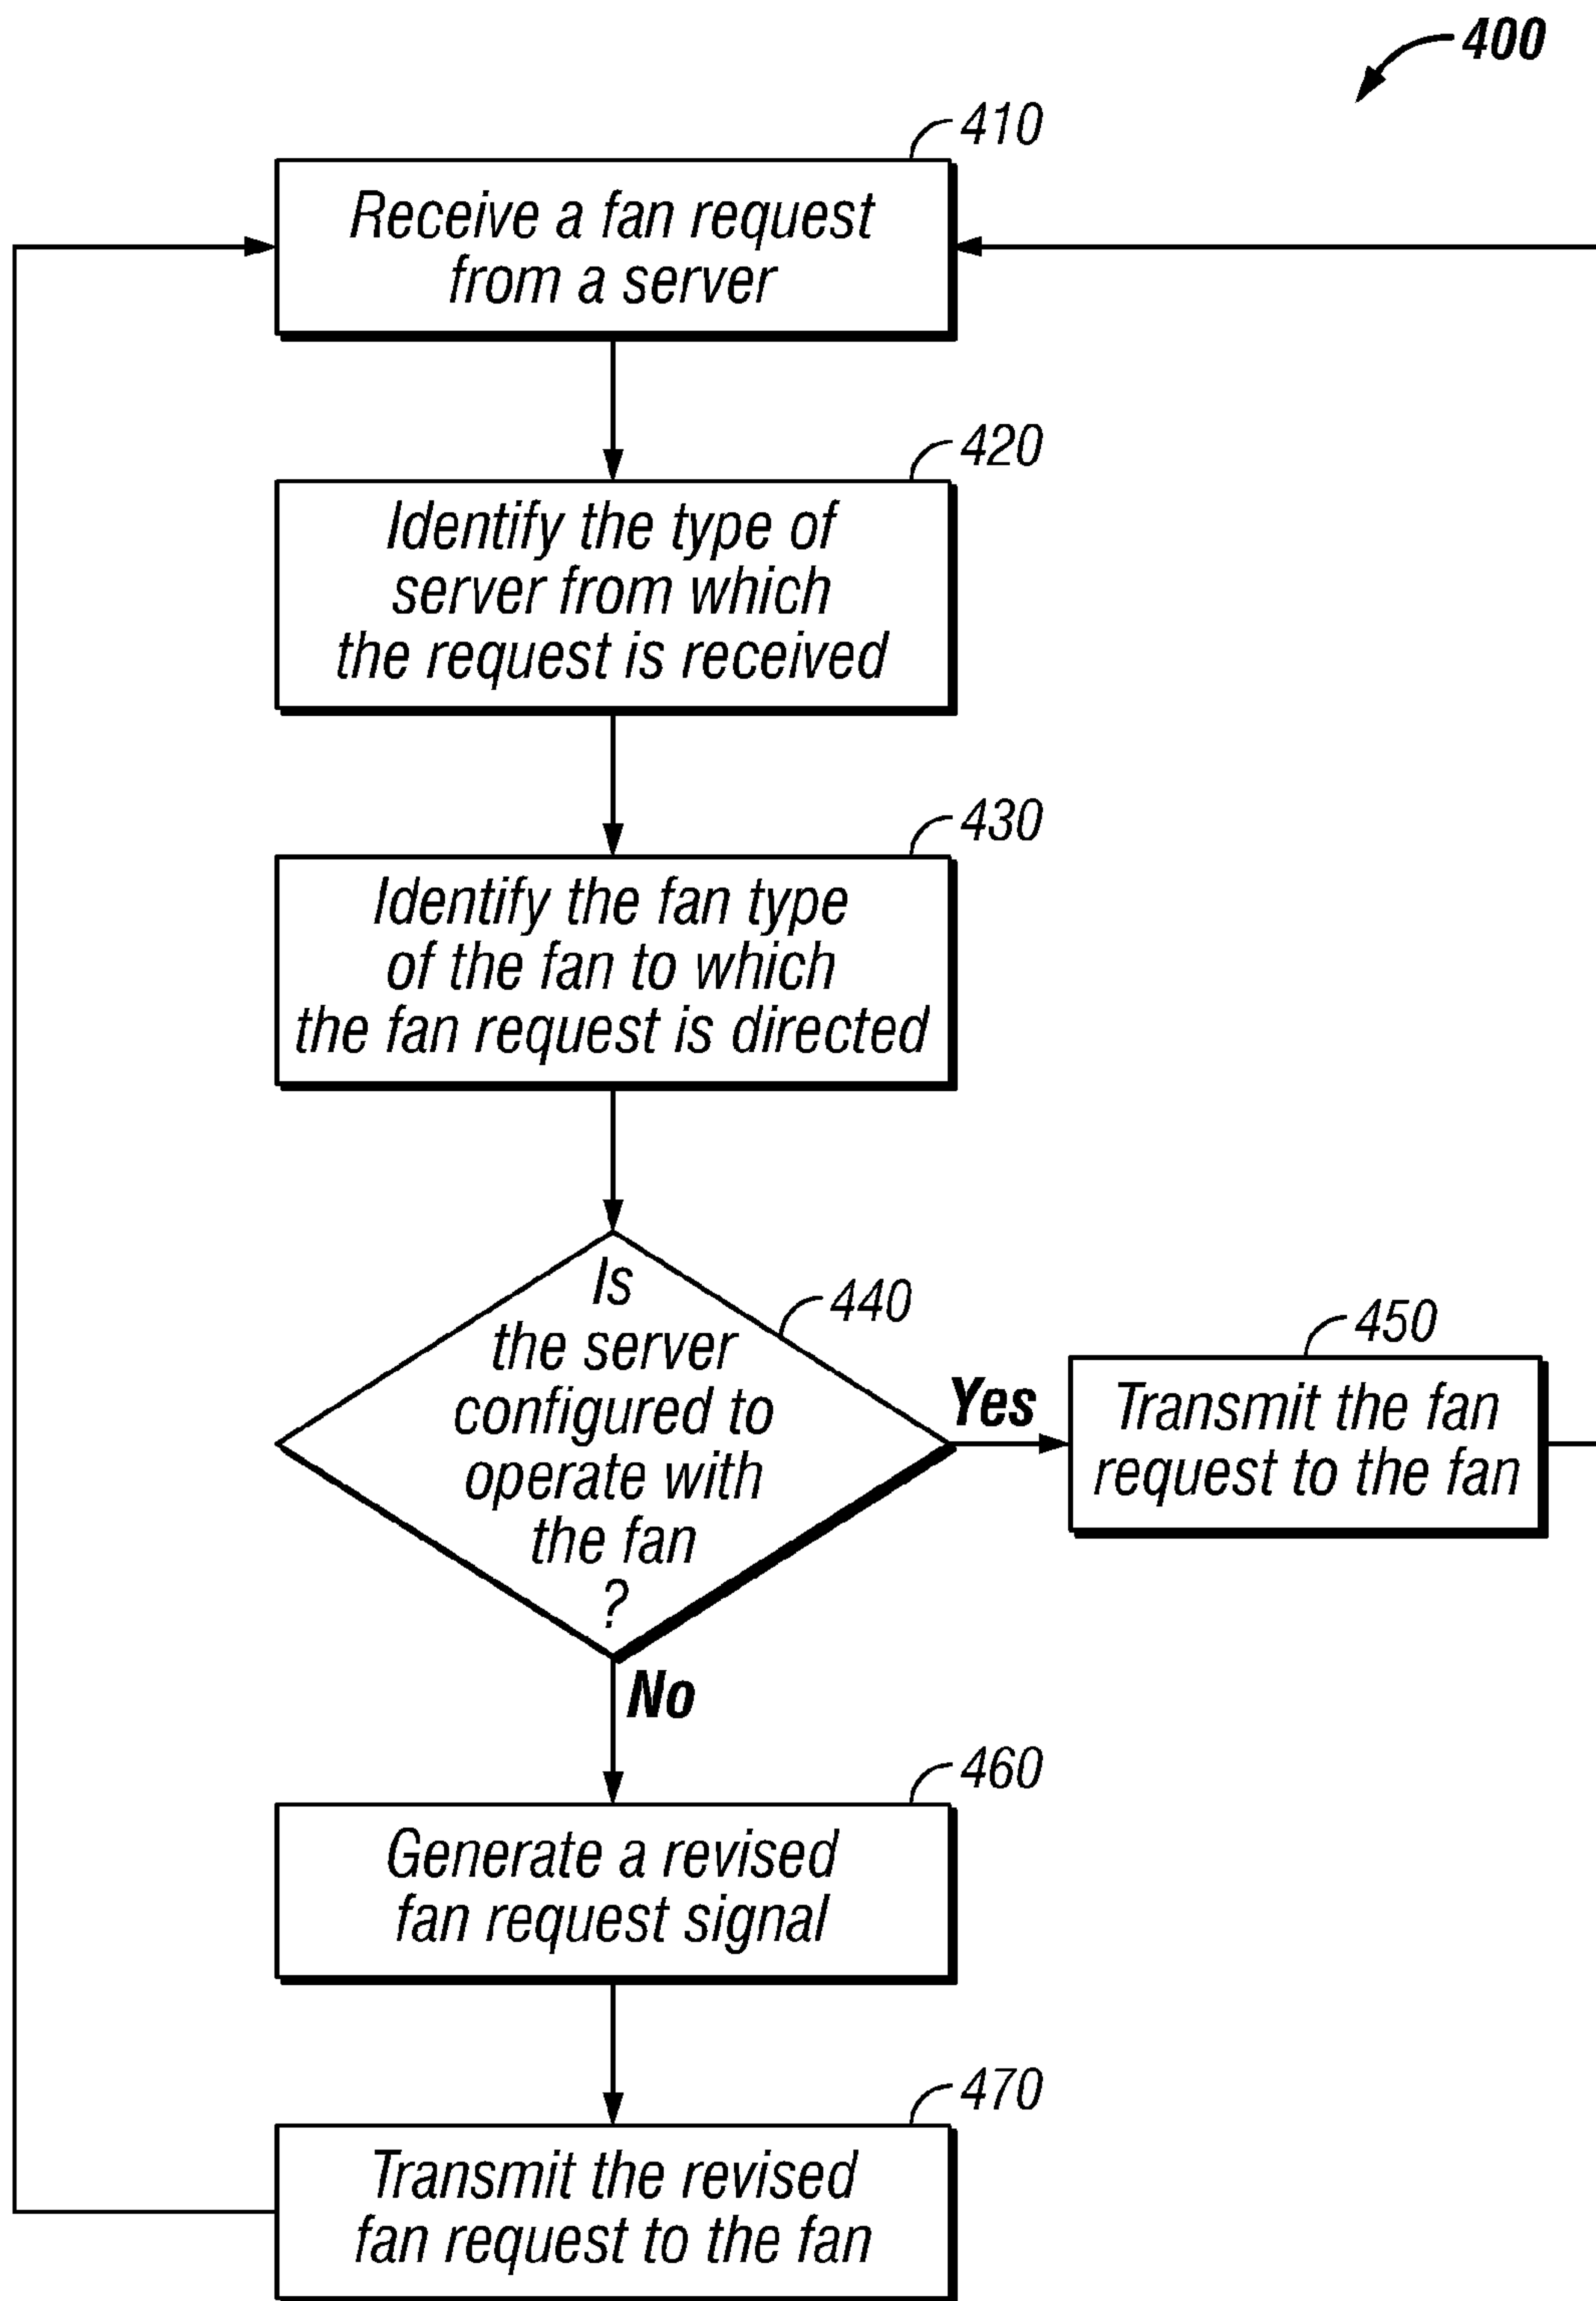 400
410
Receive a fan request
from a server
420
Identify the type of
server from which
the request is received
430
Identify the fan type
of the fan to which
the fan request is directed
440
Is
the server
configured to
operate with
the fan
?
Yes
450
Transmit the fan
request to the fan
No
460
Generate a revised
fan request signal
470
Transmit the revised
fan request to the fan